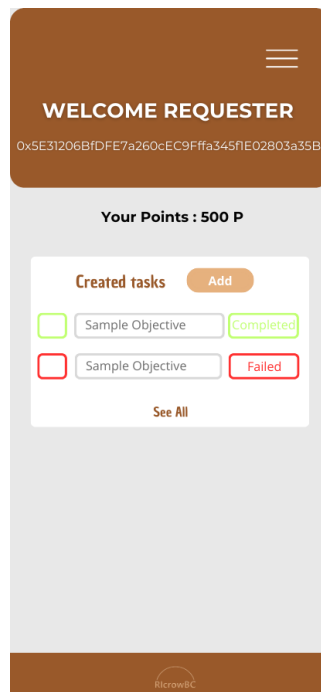 WELCOME REQUESTER
0x5E31206BfDFE7a260cEC9Fffa345f1E02803a35B
Your Points : 500 P
Created tasks Add
Sample Objective Completed
Sample Objective Failed
See All
RIcrowBC